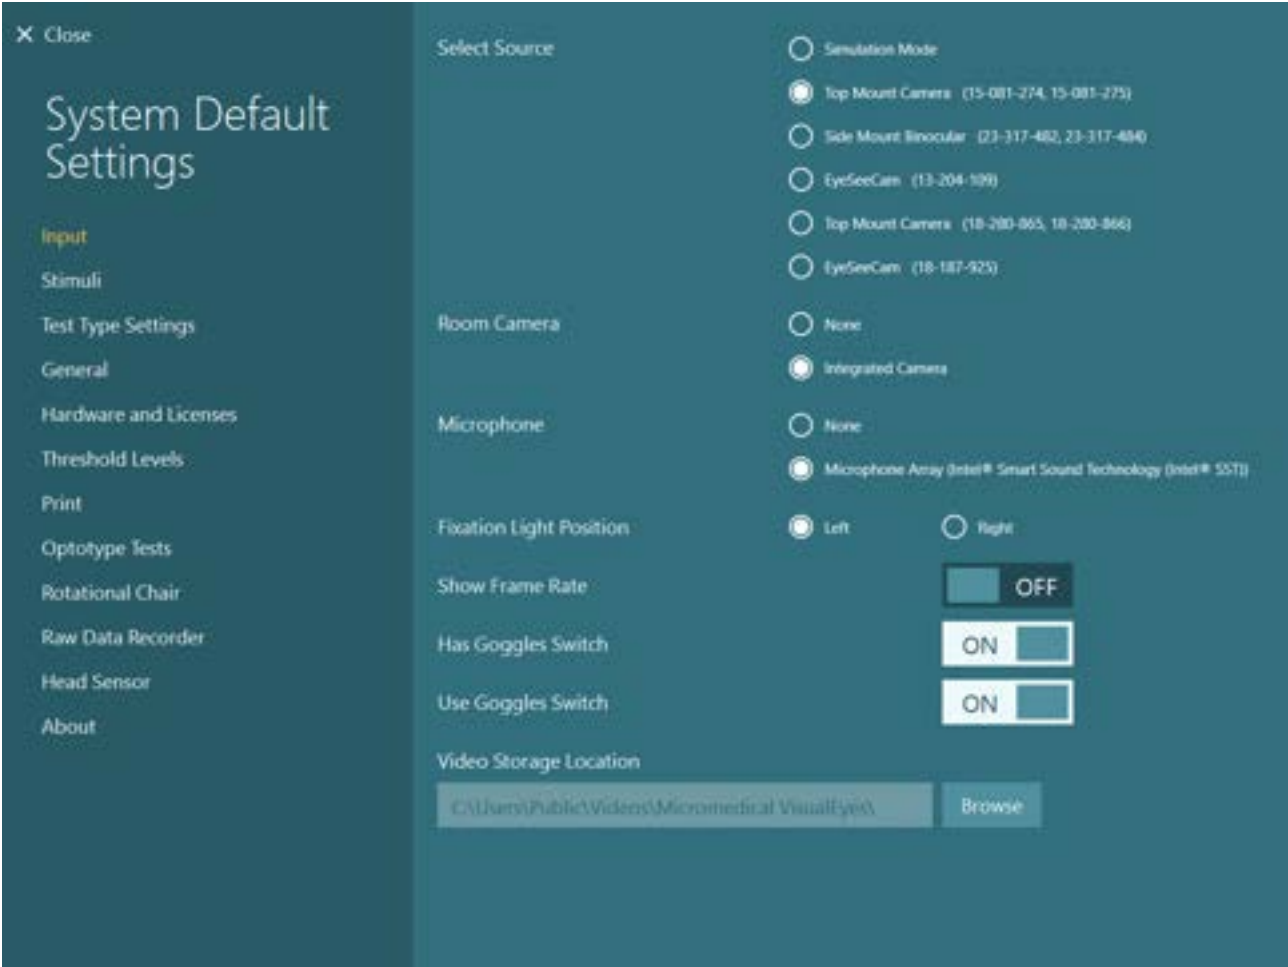 Close
System Default
Settings
Input
Stimuli
Test Type Settings
General
Hardware and Licenses
Threshold Levels
Print
Optotype Tests
Rotational Chair
Raw Data Recorder
Head Sensor
About
Select Source
Simulation Mode
Top Mount Camera (15-081-274, 15-081-275)
Side Mount Binocular (23-317-482, 23-317-484)
EyeSeeCam (13-204-109)
Top Mount Camera (18-280-865, 18-280-866)
EyeSeeCam (18-187-925)
Room Camera
None
Integrated Camera
Microphone
None
Microphone Array (Intel® Smart Sound Technology (Intel® SST))
Fixation Light Position
Left Right
Show Frame Rate OFF
Has Goggles Switch ON
Use Goggles Switch ON
Video Storage Location
C:\Users\Public\Videos\Micromedical VisualEyes\ Browse